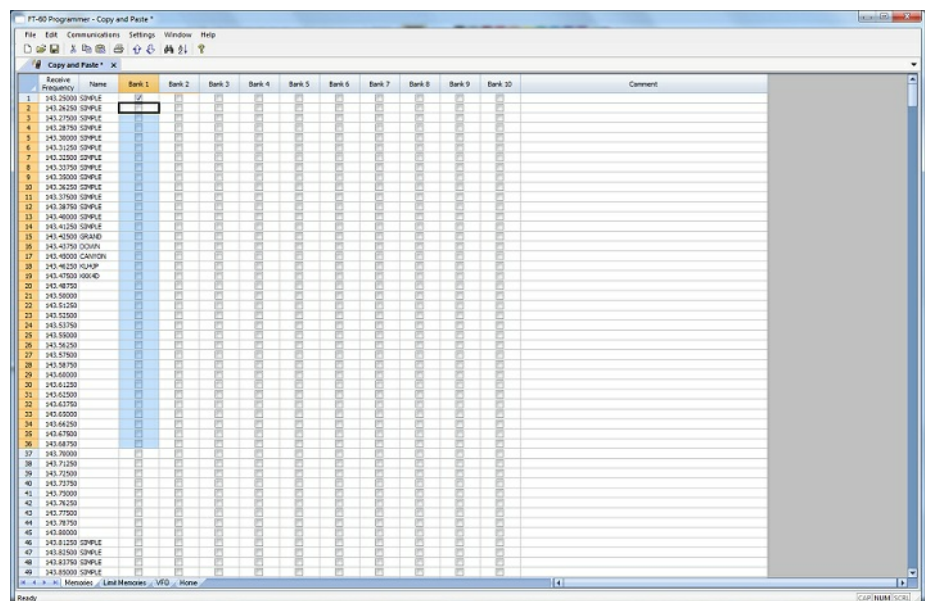 FT-60 Programmer - Copy and Paste *
File Edit Communications Settings Window Help
Copy and Paste * X
Receive Frequency Name Bank 1 Bank 2 Bank 3 Bank 4 Bank 5 Bank 6 Bank 7 Bank 8 Bank 9 Bank 10 Comment
1 143.25000 SIMPLE
2 143.26250 SIMPLE
3 143.27500 SIMPLE
4 143.28750 SIMPLE
5 143.30000 SIMPLE
6 143.31250 SIMPLE
7 143.32500 SIMPLE
8 143.33750 SIMPLE
9 143.35000 SIMPLE
10 143.36250 SIMPLE
11 143.37500 SIMPLE
12 143.38750 SIMPLE
13 143.40000 SIMPLE
14 143.41250 SIMPLE
15 143.42500 GRAND
16 143.43750 DOWN
17 143.45000 CANYON
18 143.46250 KU4JP
19 143.47500
20 143.48750
21 143.50000
22 143.51250
23 143.52500
24 143.53750
25 143.55000
26 143.56250
27 143.57500
28 143.58750
29 143.60000
30 143.61250
31 143.62500
32 143.63750
33 143.65000
34 143.66250
35 143.67500
36 143.68750
37 143.70000
38 143.71250
39 143.72500
40 143.73750
41 143.75000
42 143.76250
43 143.77500
44 143.78750
45 143.80000
46 143.81250 SIMPLE
47 143.82500 SIMPLE
48 143.83750 SIMPLE
49 143.85000 SIMPLE
Memories Limit Memories VFO Home
Ready CAP NUM SCRL